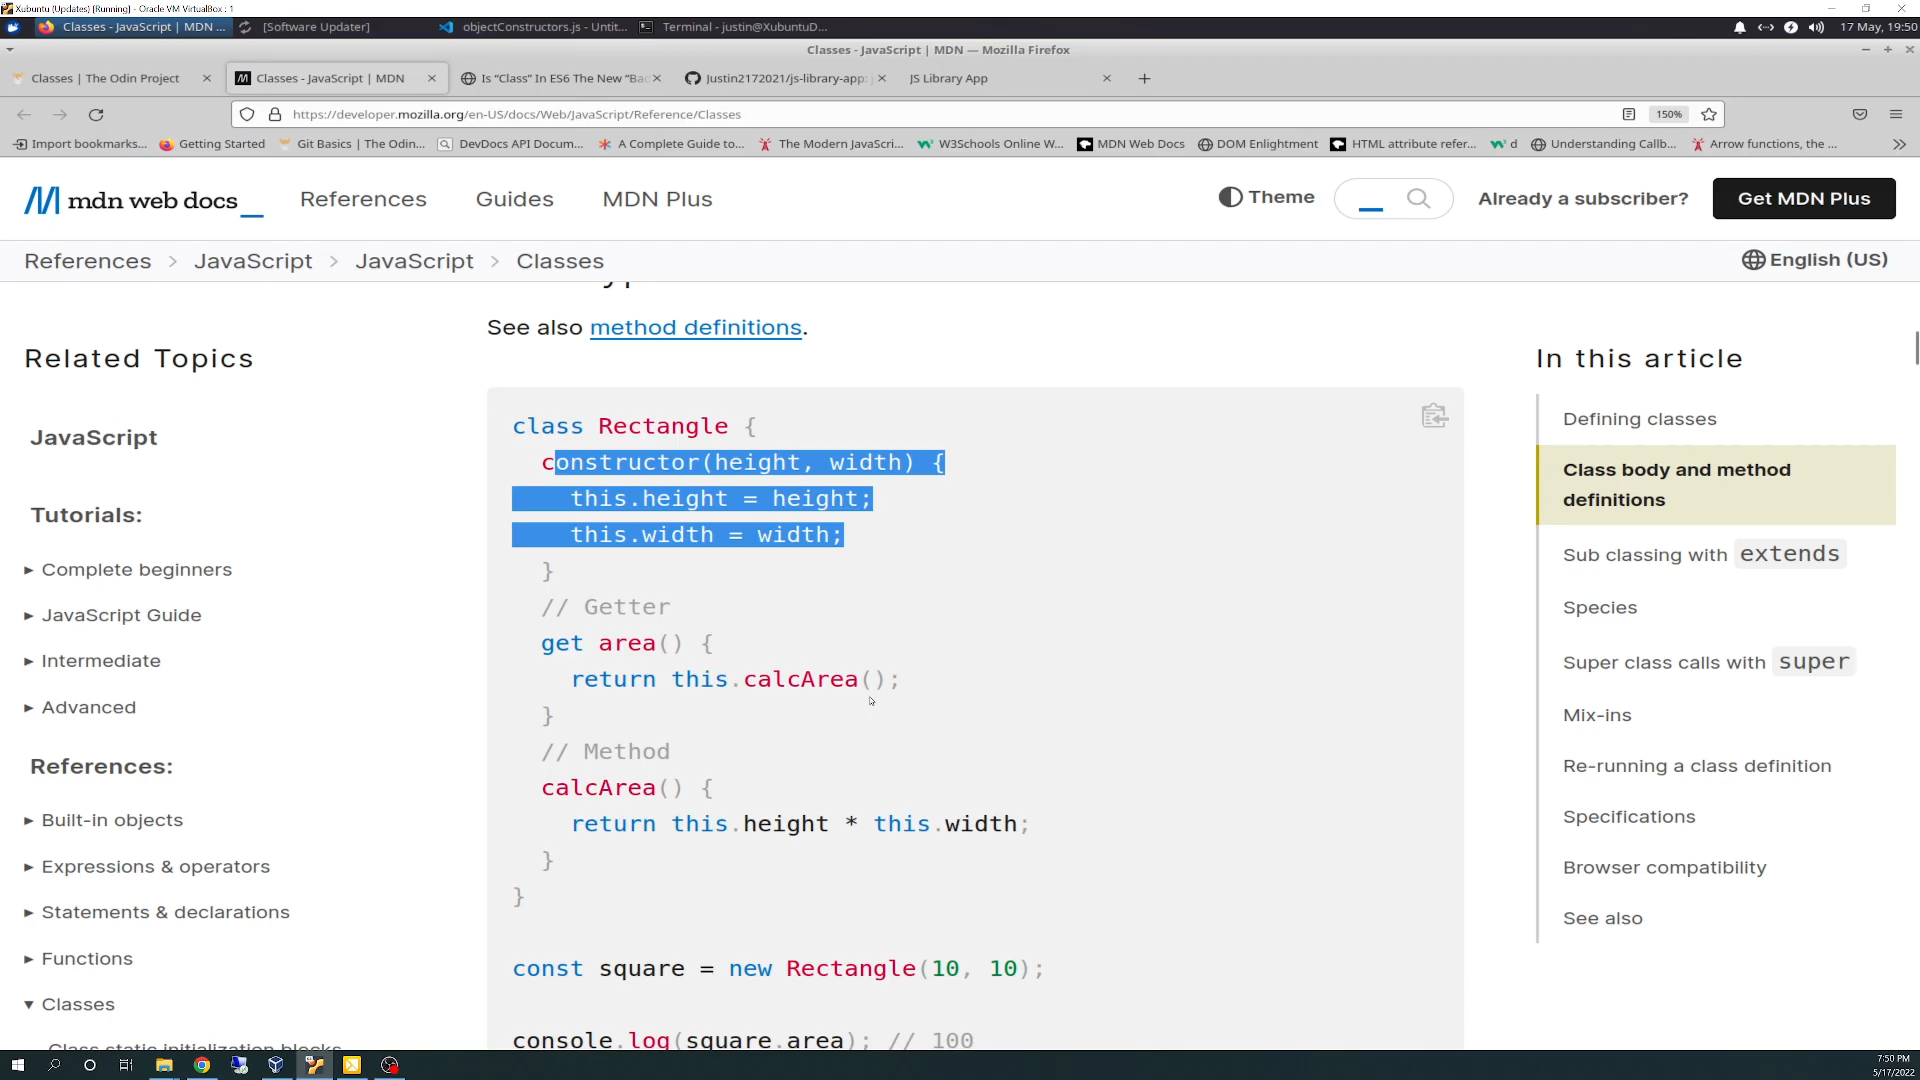 Xubuntu (Updates) [Running] - Oracle VM VirtualBox : 1
Classes - JavaScript | MDN ...
[Software Updater]
objectConstructors.js - Untit...
Terminal - justin@XubuntuD...
17 May, 19:50
Classes - JavaScript | MDN — Mozilla Firefox
Classes | The Odin Project
Classes - JavaScript | MDN
Is “Class” In ES6 The New “Bad
Justin2172021/js-library-app:
JS Library App
https://developer.mozilla.org/en-US/docs/Web/JavaScript/Reference/Classes
150%
Import bookmarks...
Getting Started
Git Basics | The Odin...
DevDocs API Docum...
A Complete Guide to...
The Modern JavaScri...
W3Schools Online W...
MDN Web Docs
DOM Enlightment
HTML attribute refer...
d
Understanding Callb...
Arrow functions, the ...
mdn web docs_
References
Guides
MDN Plus
Theme
Already a subscriber?
Get MDN Plus
References > JavaScript > JavaScript > Classes
English (US)
See also method definitions.
Related Topics
JavaScript
Tutorials:
Complete beginners
JavaScript Guide
Intermediate
Advanced
References:
Built-in objects
Expressions & operators
Statements & declarations
Functions
Classes
Class static initialization blocks
class Rectangle {
constructor(height, width) {
this.height = height;
this.width = width;
}
// Getter
get area() {
return this.calcArea();
}
// Method
calcArea() {
return this.height * this.width;
}
}
const square = new Rectangle(10, 10);
console.log(square.area); // 100
In this article
Defining classes
Class body and method
definitions
Sub classing with extends
Species
Super class calls with super
Mix-ins
Re-running a class definition
Specifications
Browser compatibility
See also
7:50 PM
5/17/2022